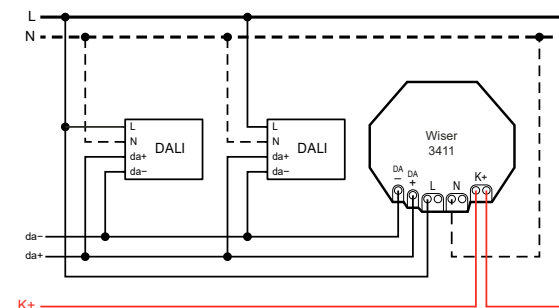 L
N
L
N
da+
da−
DALI
L
N
da+
da−
DALI
Wiser
3411
DA
−
DA
+
L
N
K+
da−
da+
K+